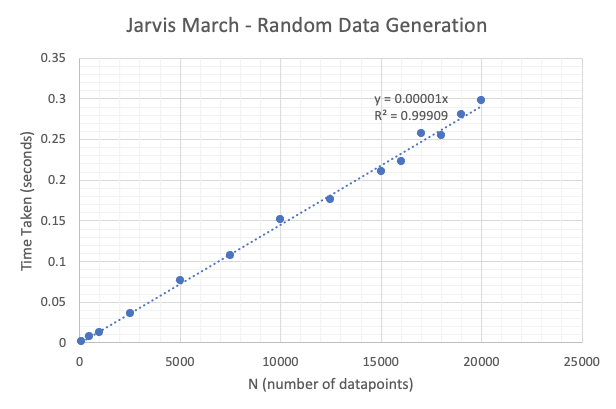 Jarvis March - Random Data Generation
0.35
0.3
0.25
0.2
0.15
0.1
0.05
0
Time Taken (seconds)
y = 0.00001x
R² = 0.99909
0 5000 10000 15000 20000 25000
N (number of datapoints)